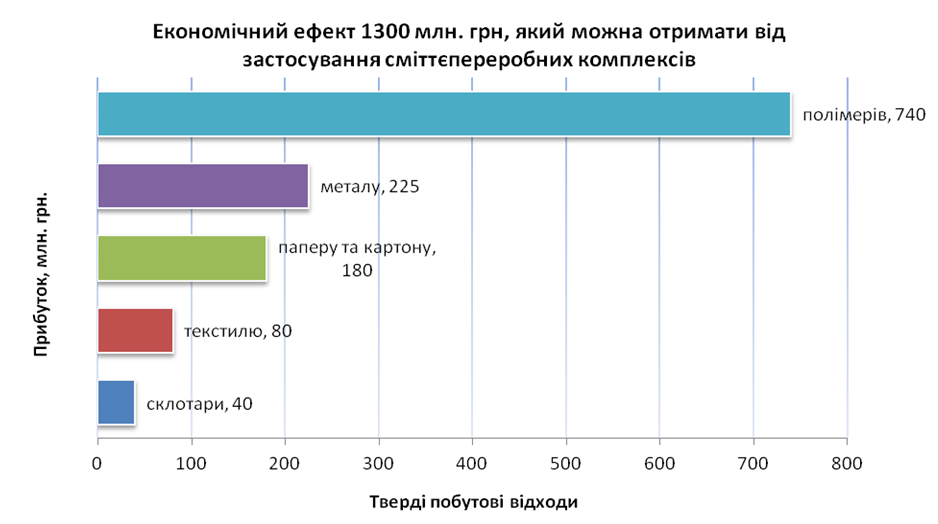 Економічний ефект 1300 млн. грн, який можна отримати від
застосування сміттєпереробних комплексів
Прибуток, млн. грн.
полімерів, 740
металу, 225
паперу та картону,
180
текстилю, 80
склотари, 40
0 100 200 300 400 500 600 700 800
Тверді побутові відходи